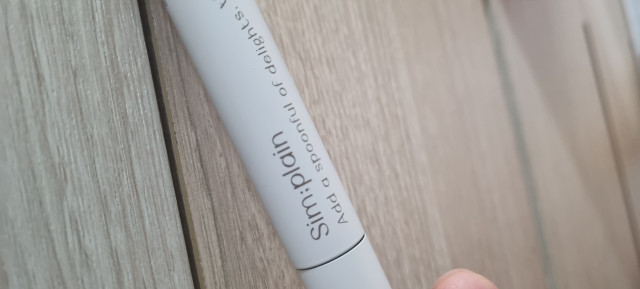 Sim;plain
Add a spoonful of delights.